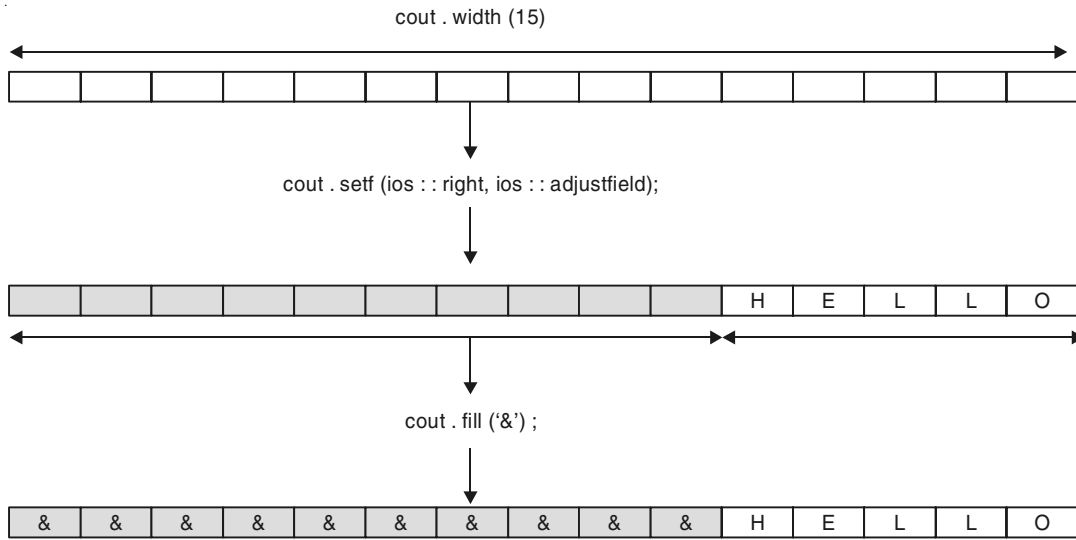 cout . width (15)
cout . setf (ios : : right, ios : : adjustfield);
H E L L O
cout . fill (‘&’) ;
& & & & & & & & & & H E L L O